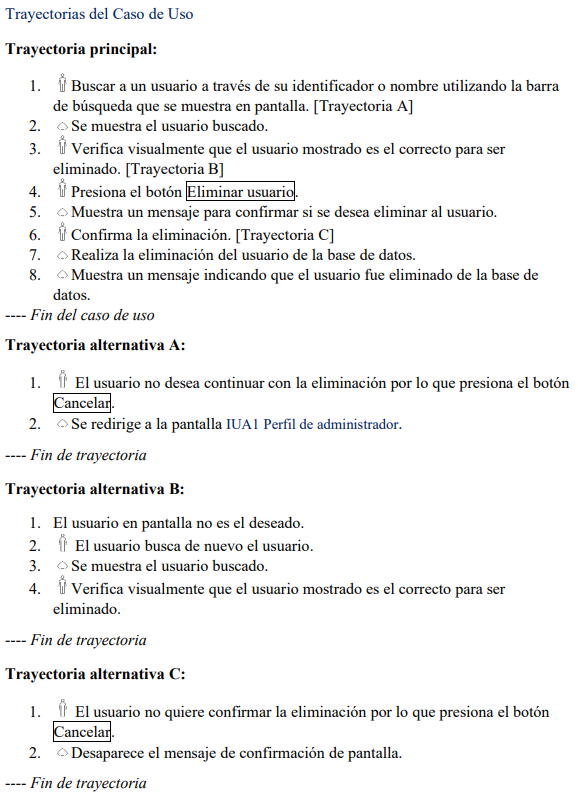 Trayectorias del Caso de Uso
Trayectoria principal:
1. Buscar a un usuario a través de su identificador o nombre utilizando la barra
de búsqueda que se muestra en pantalla. [Trayectoria A]
2. Se muestra el usuario buscado.
3. Verifica visualmente que el usuario mostrado es el correcto para ser
eliminado. [Trayectoria B]
4. Presiona el botón Eliminar usuario.
5. Muestra un mensaje para confirmar si se desea eliminar al usuario.
6. Confirma la eliminación. [Trayectoria C]
7. Realiza la eliminación del usuario de la base de datos.
8. Muestra un mensaje indicando que el usuario fue eliminado de la base de
datos.
---- Fin del caso de uso
Trayectoria alternativa A:
1. El usuario no desea continuar con la eliminación por lo que presiona el botón
Cancelar.
2. Se redirige a la pantalla IUA1 Perfil de administrador.
---- Fin de trayectoria
Trayectoria alternativa B:
1. El usuario en pantalla no es el deseado.
2. El usuario busca de nuevo el usuario.
3. Se muestra el usuario buscado.
4. Verifica visualmente que el usuario mostrado es el correcto para ser
eliminado.
---- Fin de trayectoria
Trayectoria alternativa C:
1. El usuario no quiere confirmar la eliminación por lo que presiona el botón
Cancelar.
2. Desaparece el mensaje de confirmación de pantalla.
---- Fin de trayectoria